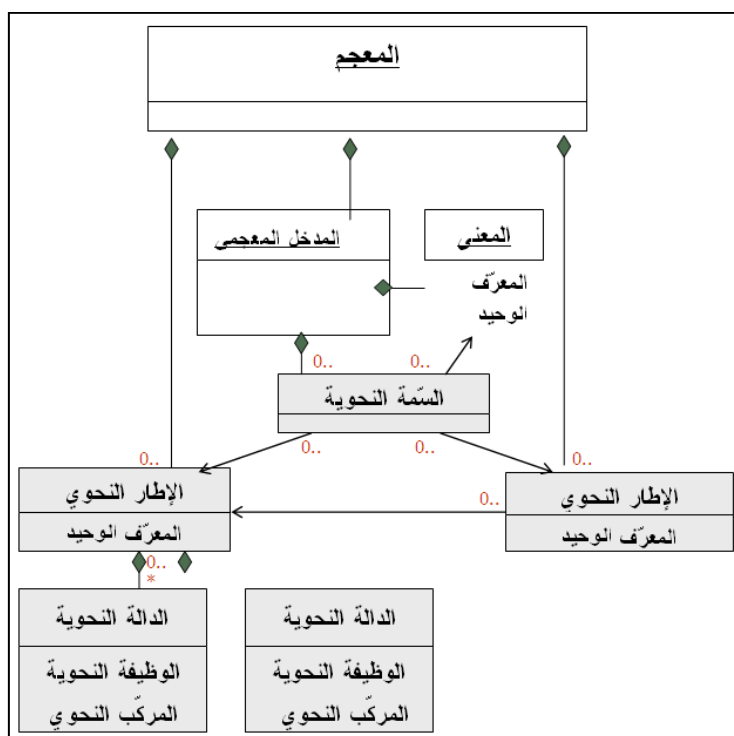 المعجم
المدخل المعجمي
المعنى
المعرّف
الوحيد
0..
0..
السّمة النحوية
0..
0..
0..
0..
الإطار النحوي
الإطار النحوي
0..
المعرّف الوحيد
المعرّف الوحيد
0..
*
الدالة النحوية
الدالة النحوية
الوظيفة النحوية
الوظيفة النحوية
المركّب النحوي
المركّب النحوي